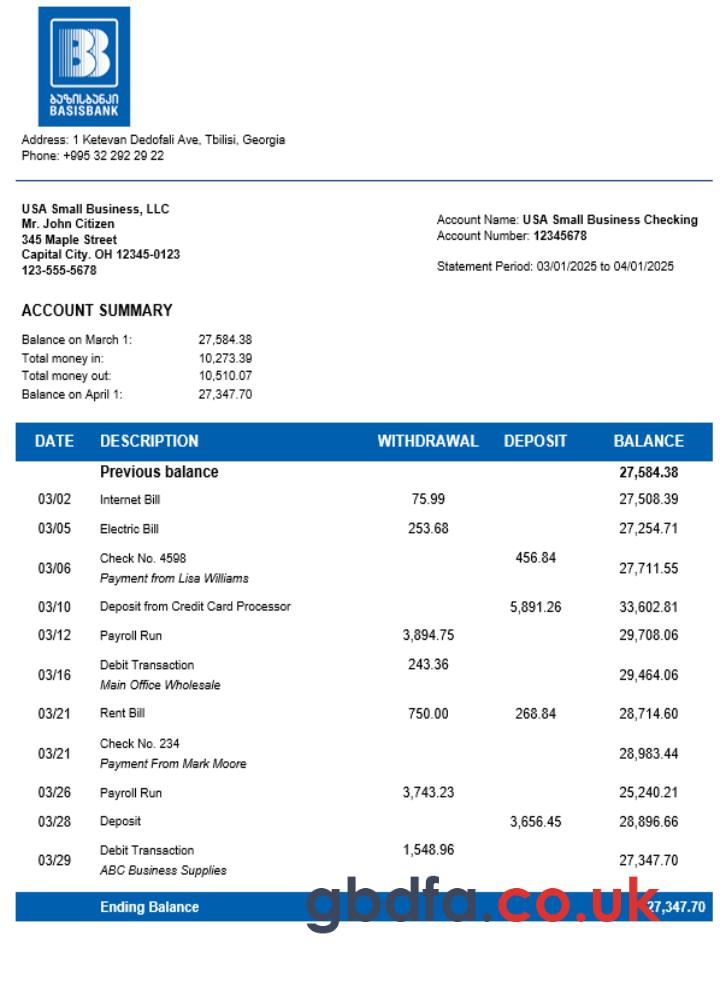 ბაზისბანკი
BASISBANK
Address: 1 Ketevan Dedofali Ave, Tbilisi, Georgia
Phone: +995 32 292 29 22
USA Small Business, LLC
Mr. John Citizen
345 Maple Street
Capital City. OH 12345-0123
123-555-5678
Account Name: USA Small Business Checking
Account Number: 12345678
Statement Period: 03/01/2025 to 04/01/2025
ACCOUNT SUMMARY
Balance on March 1: 27,584.38
Total money in: 10,273.39
Total money out: 10,510.07
Balance on April 1: 27,347.70
DATE DESCRIPTION WITHDRAWAL DEPOSIT BALANCE
Previous balance 27,584.38
03/02 Internet Bill 75.99 27,508.39
03/05 Electric Bill 253.68 27,254.71
03/06 Check No. 4598 456.84 27,711.55
Payment from Lisa Williams
03/10 Deposit from Credit Card Processor 5,891.26 33,602.81
03/12 Payroll Run 3,894.75 29,708.06
03/16 Debit Transaction 243.36 29,464.06
Main Office Wholesale
03/21 Rent Bill 750.00 268.84 28,714.60
03/21 Check No. 234 28,983.44
Payment From Mark Moore
03/26 Payroll Run 3,743.23 25,240.21
03/28 Deposit 3,656.45 28,896.66
03/29 Debit Transaction 1,548.96 27,347.70
ABC Business Supplies
Ending Balance 27,347.70
gbdfa.co.uk